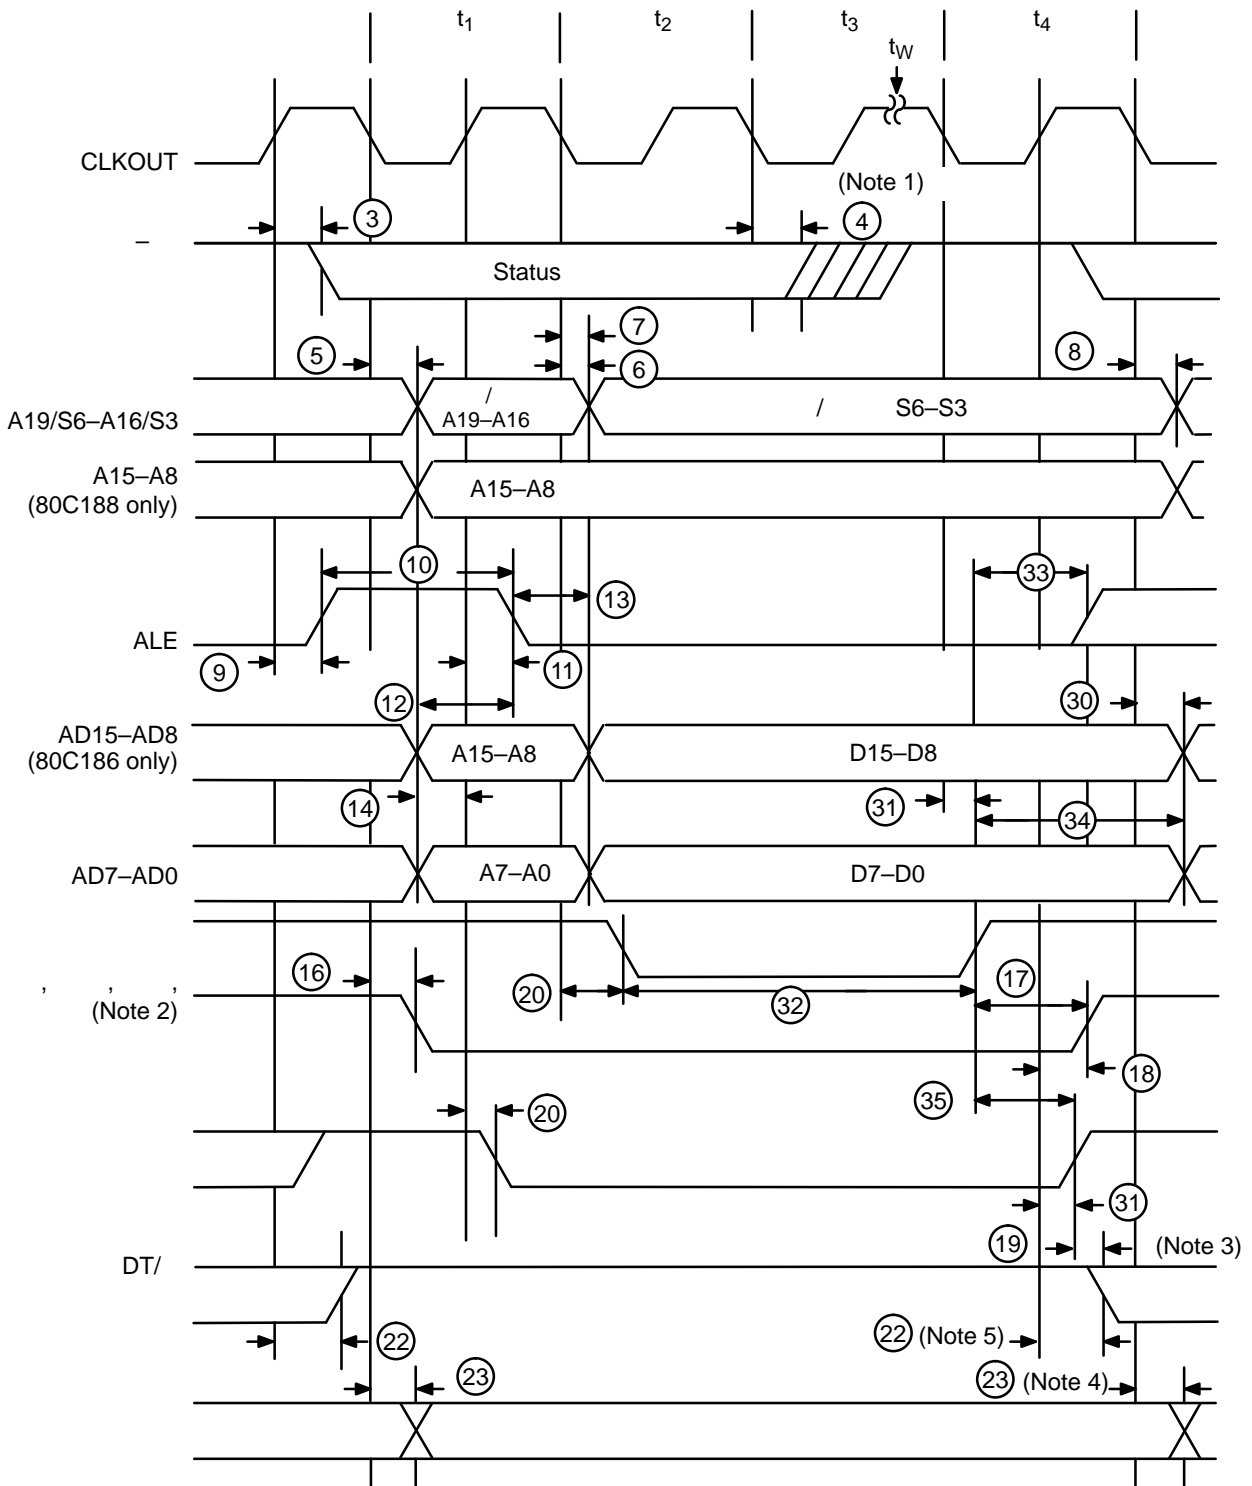 t1 t2 t3 t4
tW
CLKOUT
(Note 1)
3 4
–
Status
7
5 6 8
A19/S6–A16/S3 / A19–A16 / S6–S3
A15–A8
(80C188 only) A15–A8
10 33
13
ALE
9 11
12 30
AD15–AD8
(80C186 only) A15–A8 D15–D8
14 31
34
AD7–AD0 A7–A0 D7–D0
16 20 32 17
, , ,
(Note 2)
18
20 35
31
19 (Note 3)
DT/
22 22 (Note 5)
23 23 (Note 4)